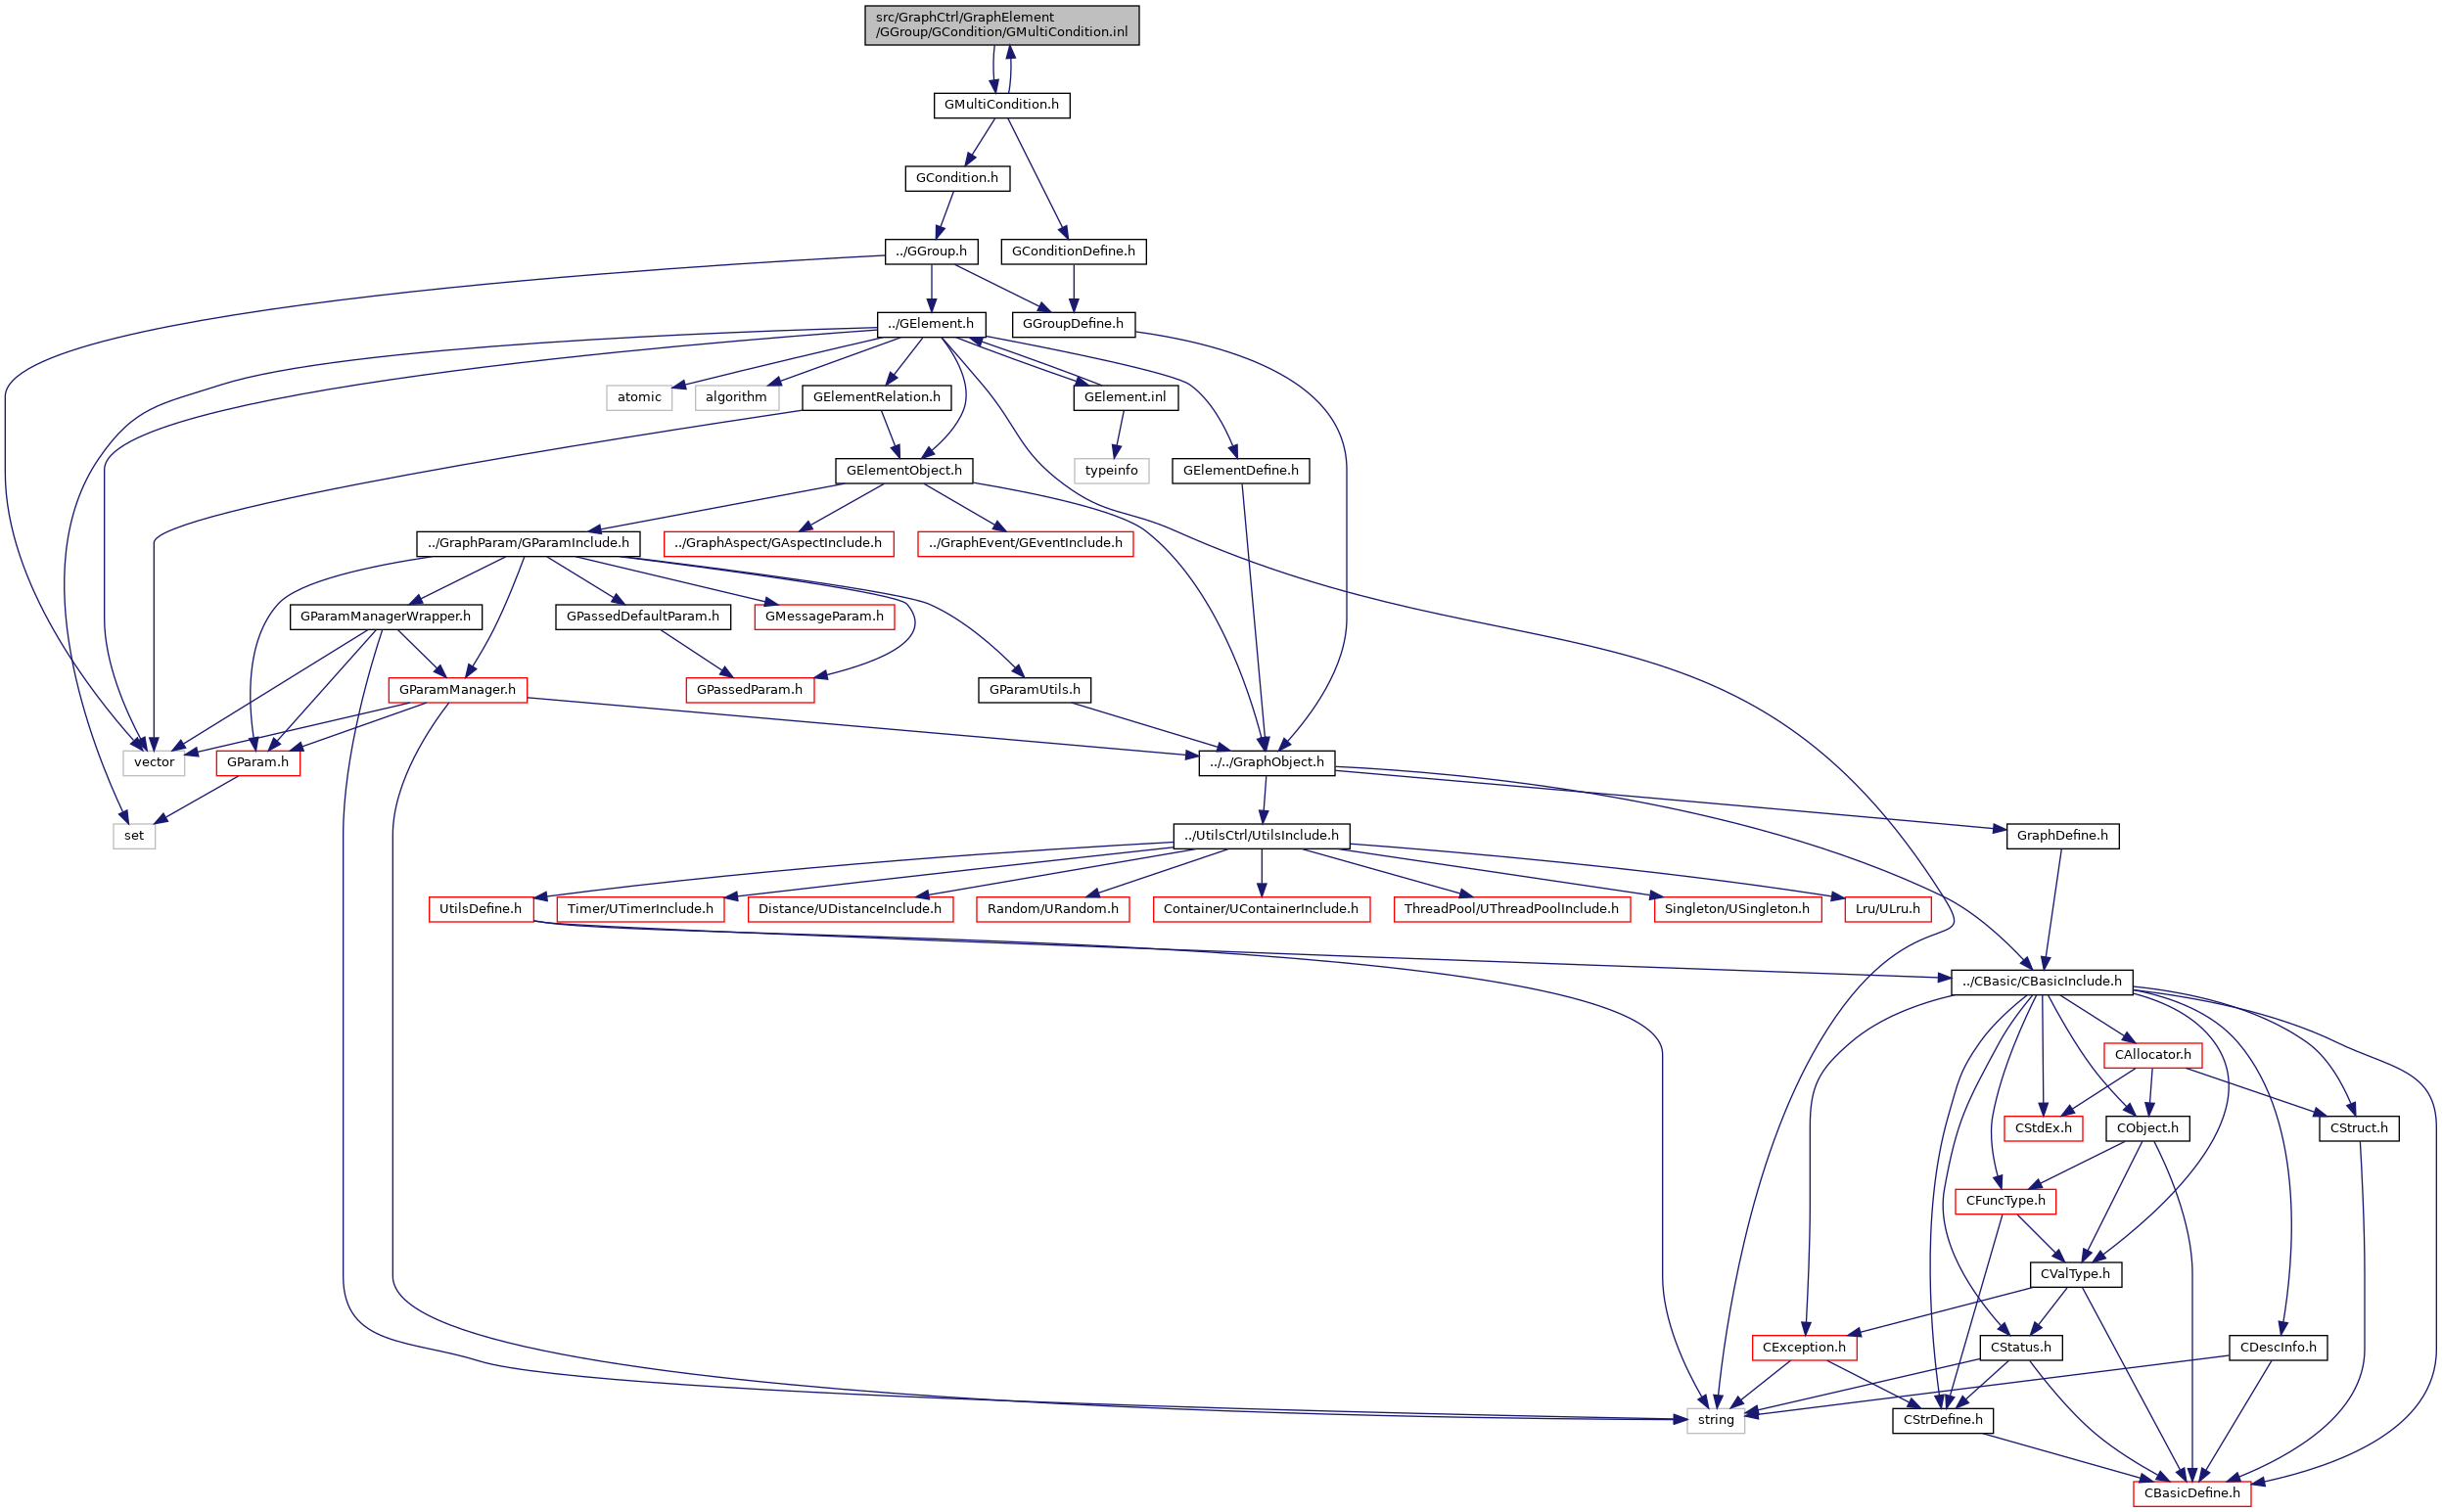 src/GraphCtrl/GraphElement
/GGroup/GCondition/GMultiCondition.inl
GMultiCondition.h
GCondition.h
../GGroup.h
GConditionDefine.h
../GElement.h
GGroupDefine.h
atomic
algorithm
GElementRelation.h
GElement.inl
GElementObject.h
typeinfo
GElementDefine.h
../GraphParam/GParamInclude.h
../GraphAspect/GAspectInclude.h
../GraphEvent/GEventInclude.h
GParamManagerWrapper.h
GPassedDefaultParam.h
GMessageParam.h
GParamManager.h
GPassedParam.h
GParamUtils.h
vector
GParam.h
../../GraphObject.h
set
../UtilsCtrl/UtilsInclude.h
GraphDefine.h
UtilsDefine.h
Timer/UTimerInclude.h
Distance/UDistanceInclude.h
Random/URandom.h
Container/UContainerInclude.h
ThreadPool/UThreadPoolInclude.h
Singleton/USingleton.h
Lru/ULru.h
../CBasic/CBasicInclude.h
CAllocator.h
CStdEx.h
CObject.h
CStruct.h
CFuncType.h
CValType.h
CException.h
CStatus.h
CDescInfo.h
string
CStrDefine.h
CBasicDefine.h